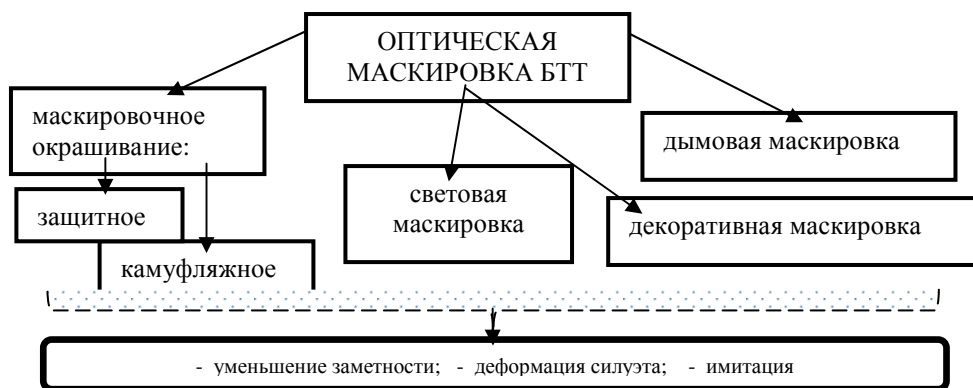 ОПТИЧЕСКАЯ
МАСКИРОВКА БТТ
маскировочное
окрашивание:
защитное
камуфляжное
световая
маскировка
дымовая маскировка
декоративная маскировка
- уменьшение заметности; - деформация силуэта; - имитация